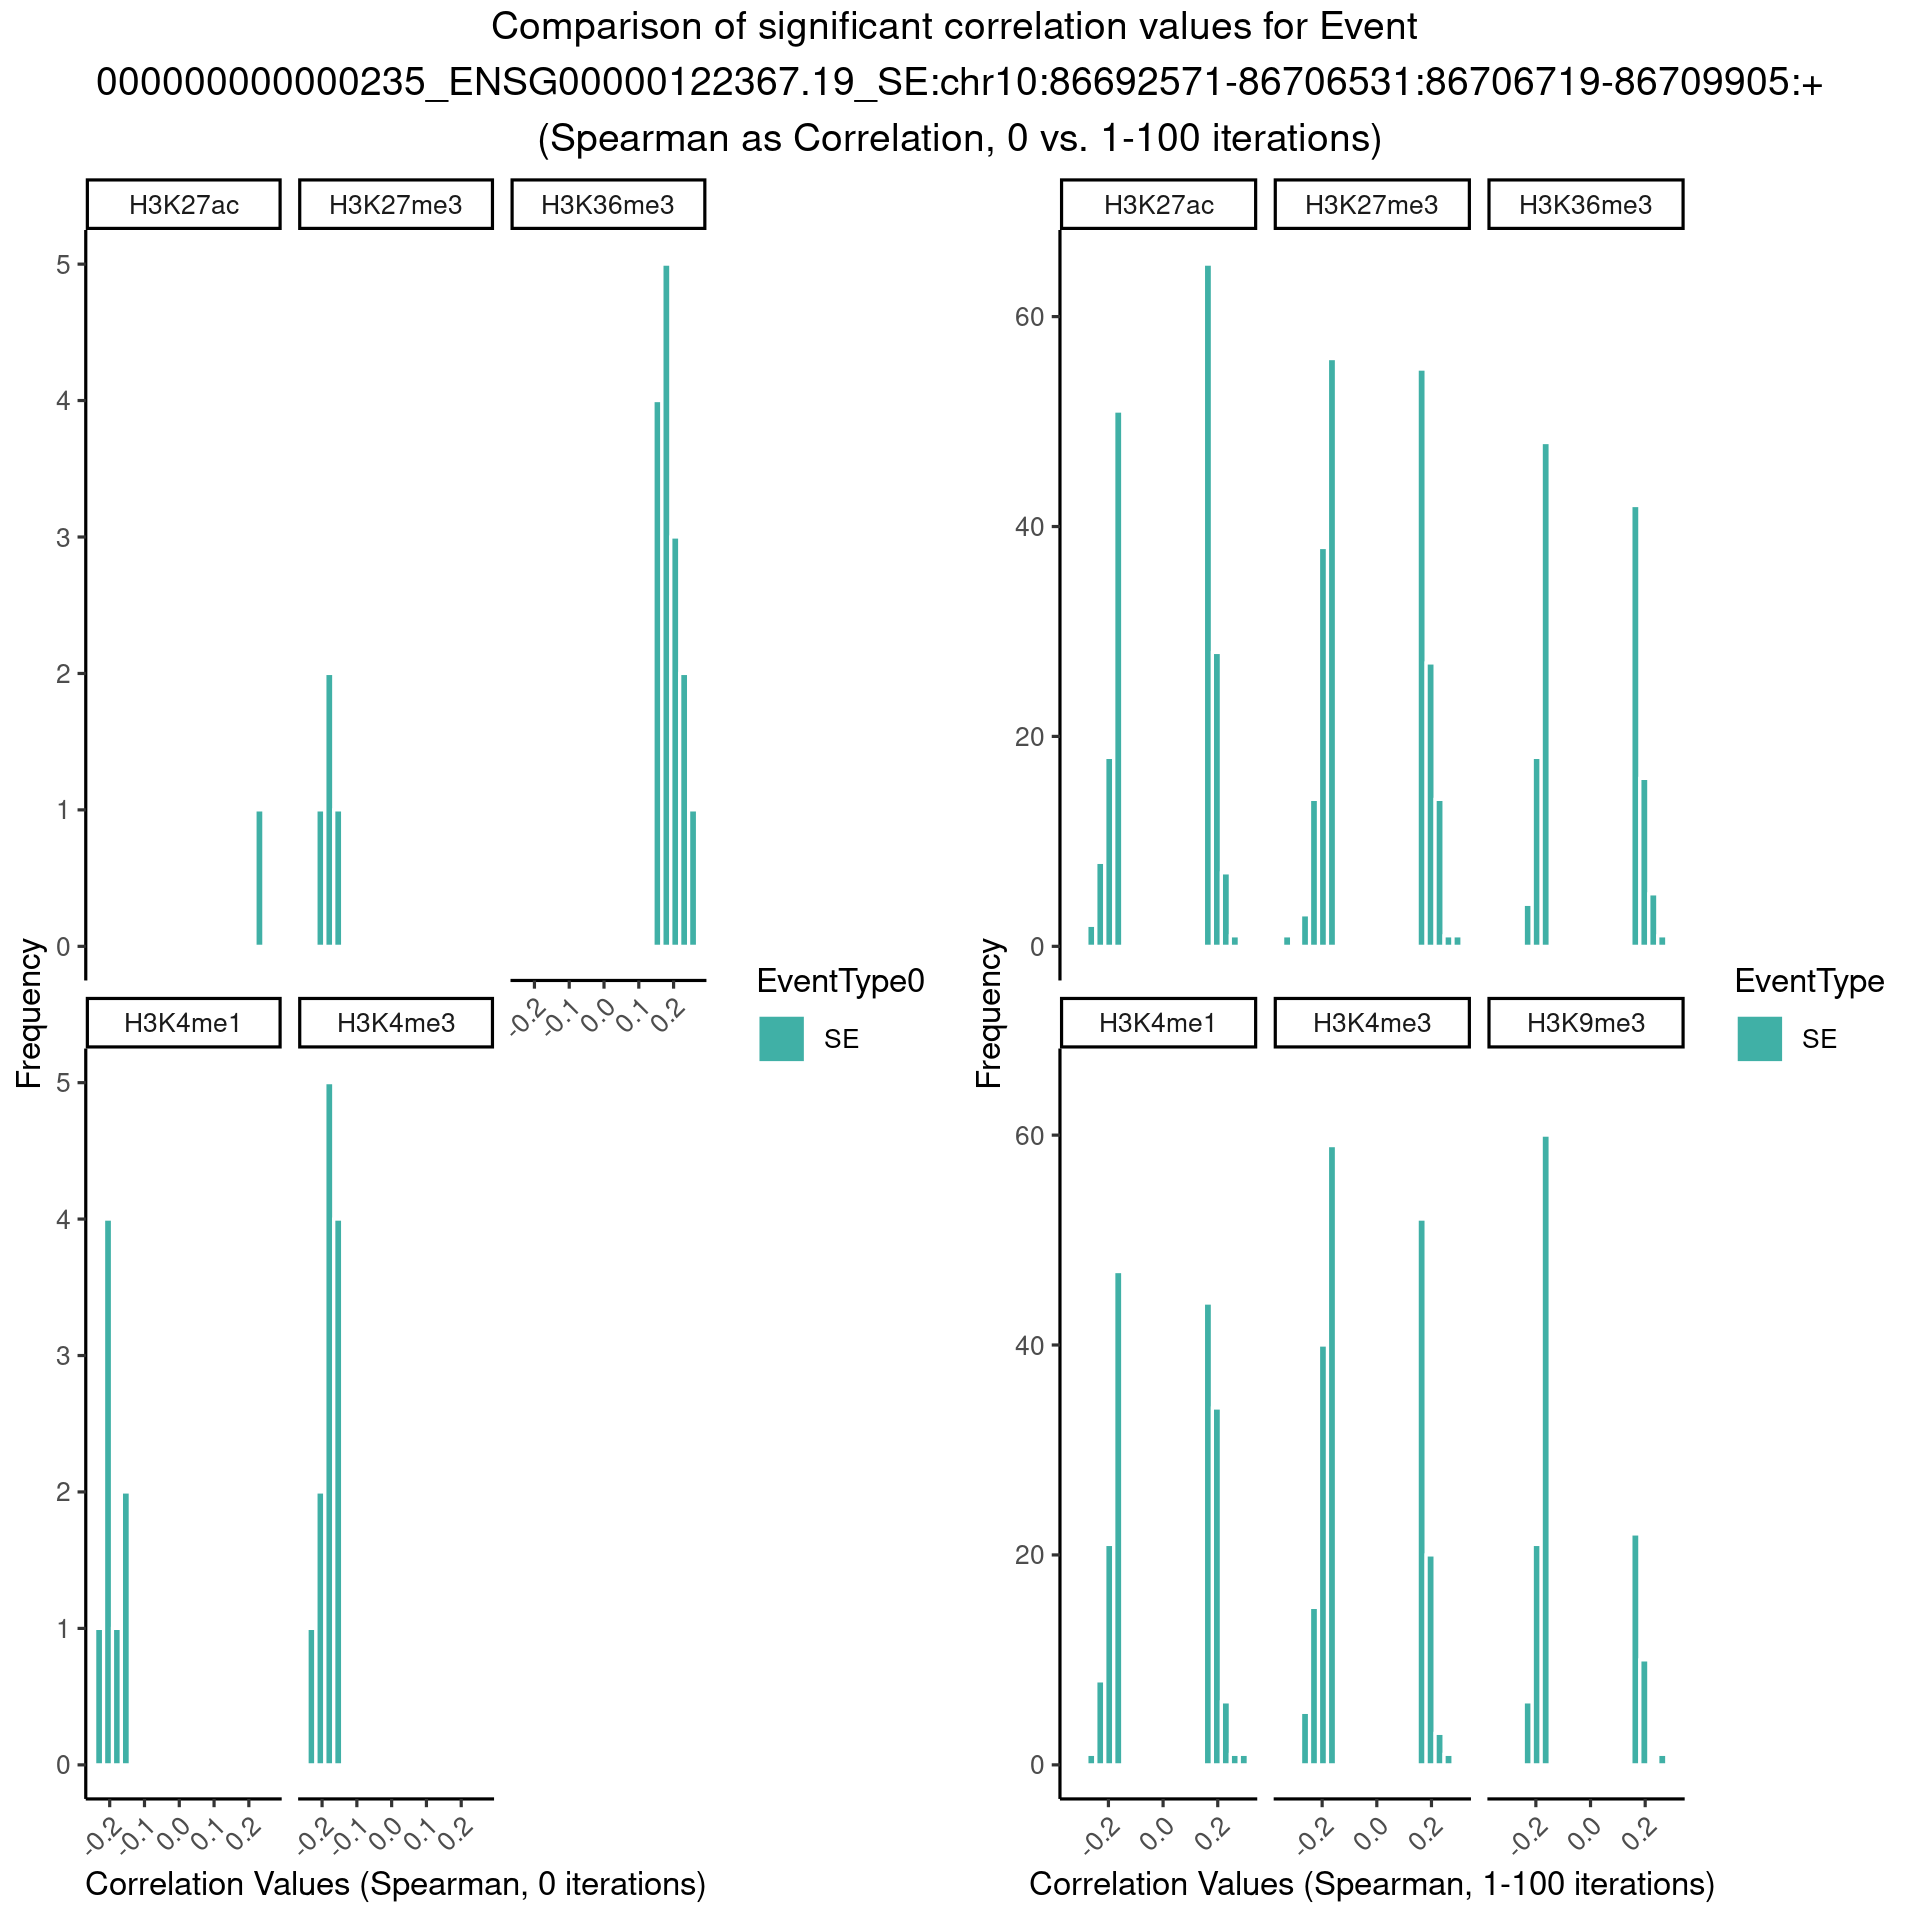 Comparison of significant correlation values for Event
000000000000235_ENSG00000122367.19_SE:chr10:86692571-86706531:86706719-86709905:+
(Spearman as Correlation, 0 vs. 1-100 iterations)
H3K27ac H3K27me3 H3K36me3
5
4
3
2
1
0
-0.2 -0.1 0.0 0.1 0.2
H3K4me1 H3K4me3
5
4
3
2
1
0
-0.2 -0.1 0.0 0.1 0.2 -0.2 -0.1 0.0 0.1 0.2
Frequency
Correlation Values (Spearman, 0 iterations)
EventType0
SE
H3K27ac H3K27me3 H3K36me3
60
40
20
0
H3K4me1 H3K4me3 H3K9me3
60
40
20
0
-0.2 0.0 0.2 -0.2 0.0 0.2 -0.2 0.0 0.2
Frequency
Correlation Values (Spearman, 1-100 iterations)
EventType
SE